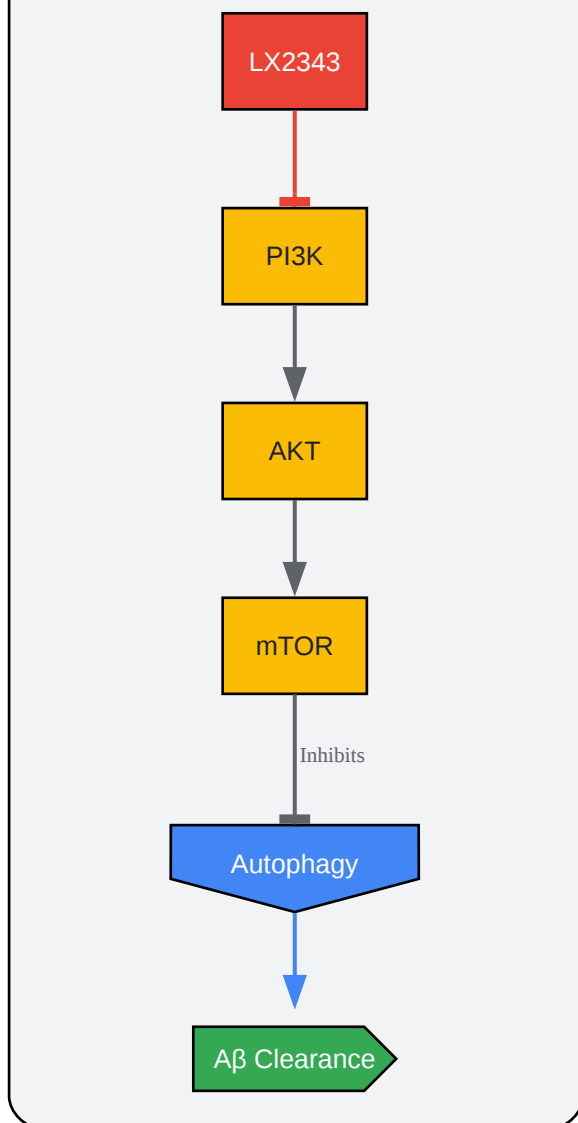 LX2343
PI3K
AKT
mTOR
Inhibits
Autophagy
Aβ Clearance